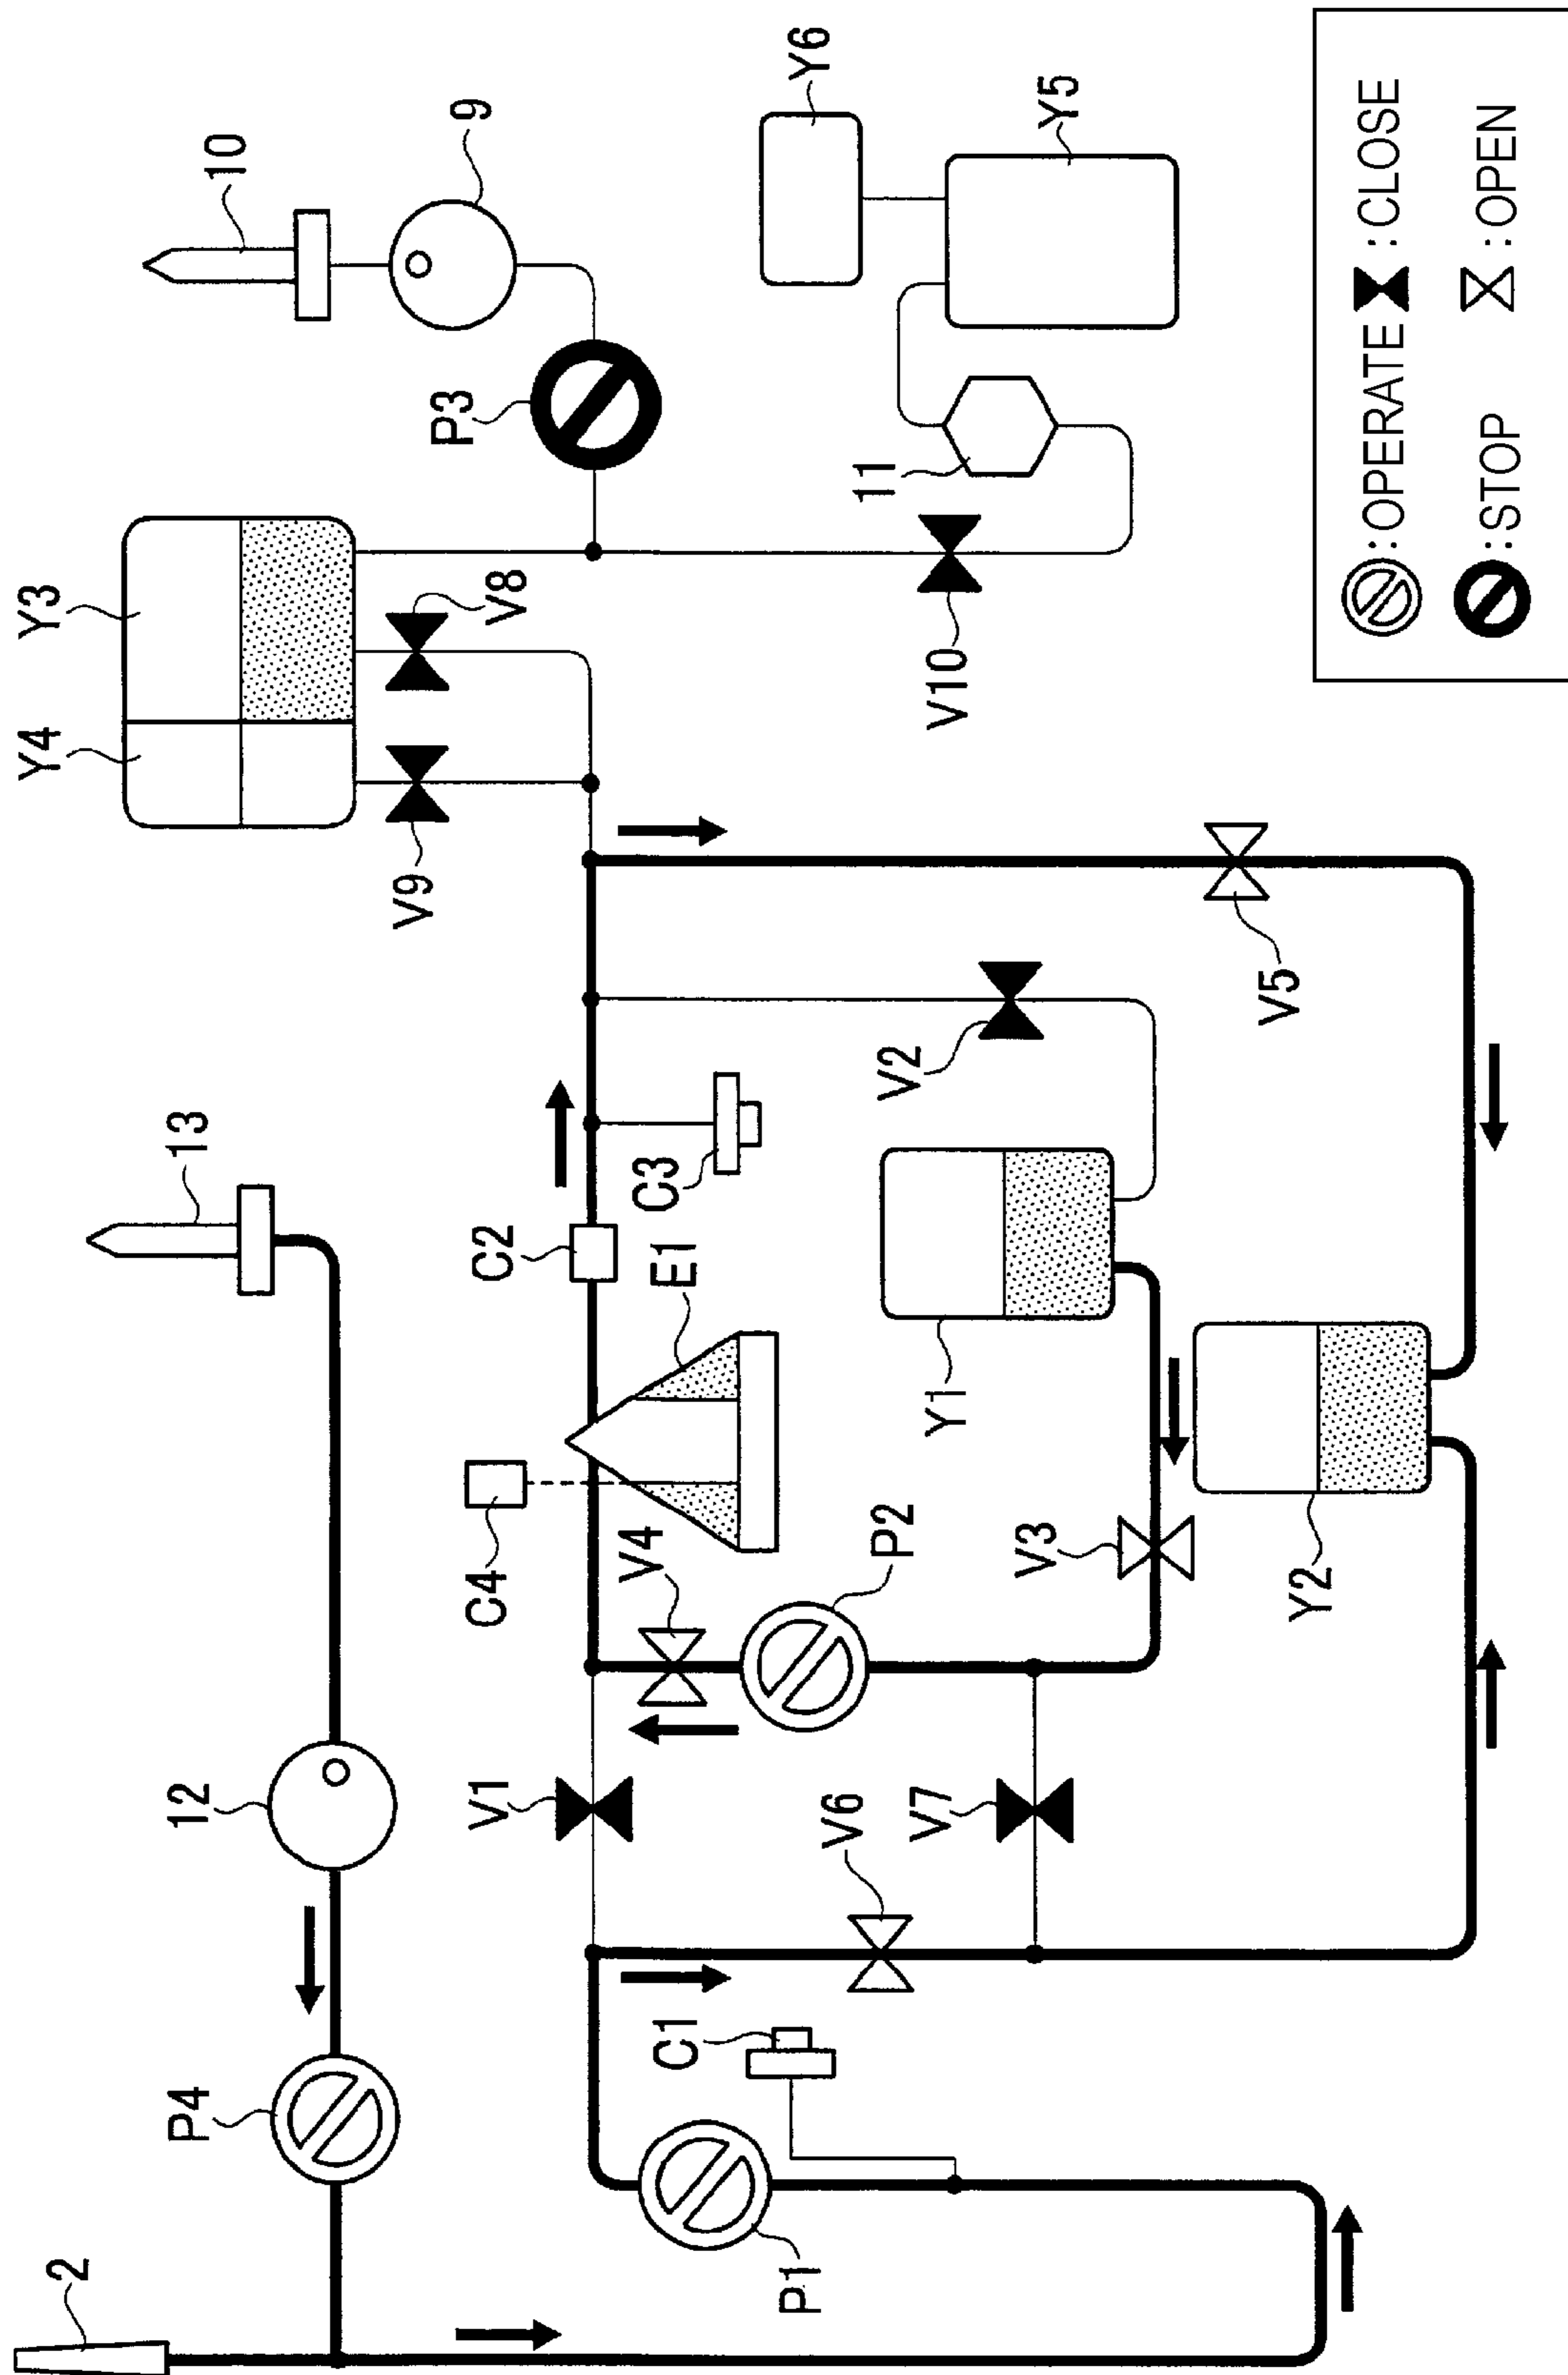 Y4
Y3
2
P4
12
13
10
V9
P3
9
V1
C4
C2
V8
C1
V4
E1
C3
P1
V6
Y6
P2
V2
11
V7
Y1
V10
V3
Y5
V5
Y2
:OPERATE :CLOSE
:STOP :OPEN